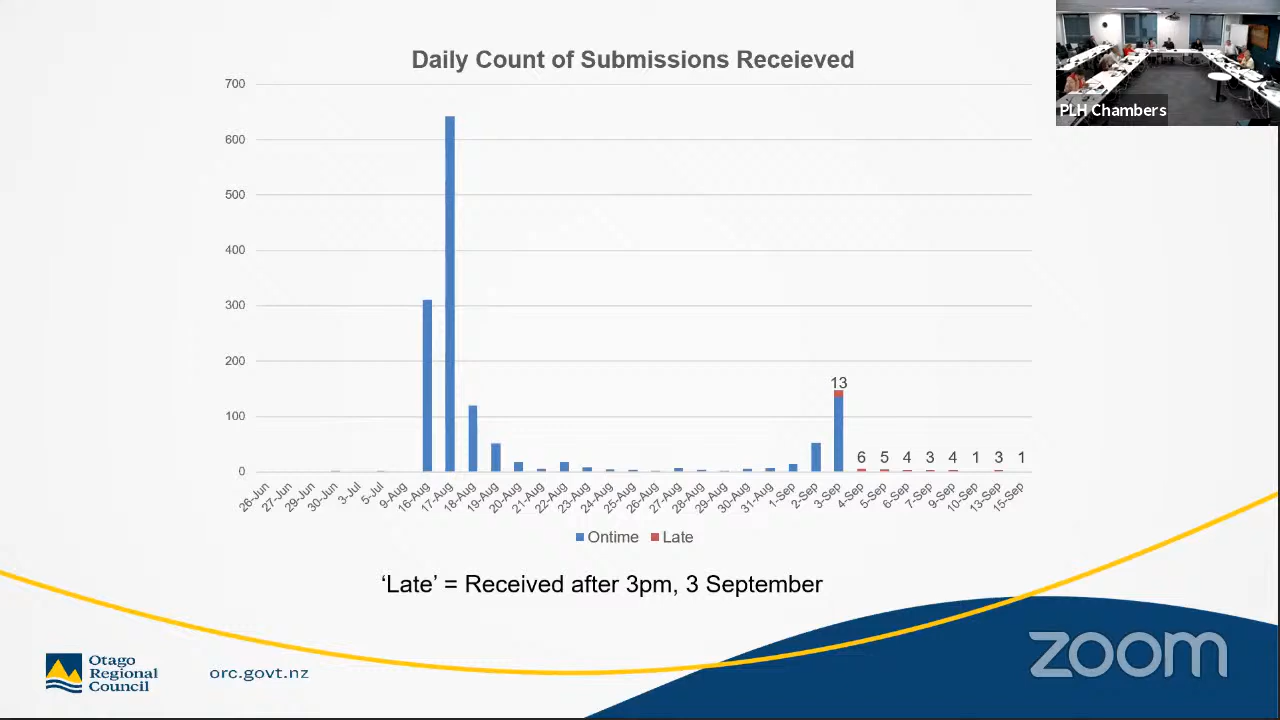 Daily Count of Submissions Receieved
PLH Chambers
700
600
500
400
300
200
100
0
13
6
5
4
3
4
1
3
1
26-Jun
27-Jun
29-Jun
30-Jun
3-Jul
5-Jul
9-Aug
16-Aug
17-Aug
18-Aug
19-Aug
20-Aug
21-Aug
22-Aug
23-Aug
24-Aug
25-Aug
26-Aug
27-Aug
28-Aug
29-Aug
30-Aug
31-Aug
1-Sep
2-Sep
3-Sep
4-Sep
5-Sep
6-Sep
7-Sep
9-Sep
10-Sep
13-Sep
15-Sep
Ontime Late
‘Late’ = Received after 3pm, 3 September
Otago
Regional
Council
orc.govt.nz
zoom